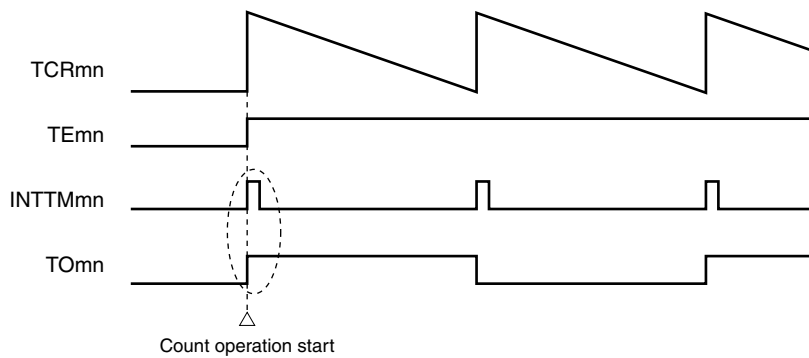 TCRmn
TEmn
INTTMmn
TOmn
Count operation start